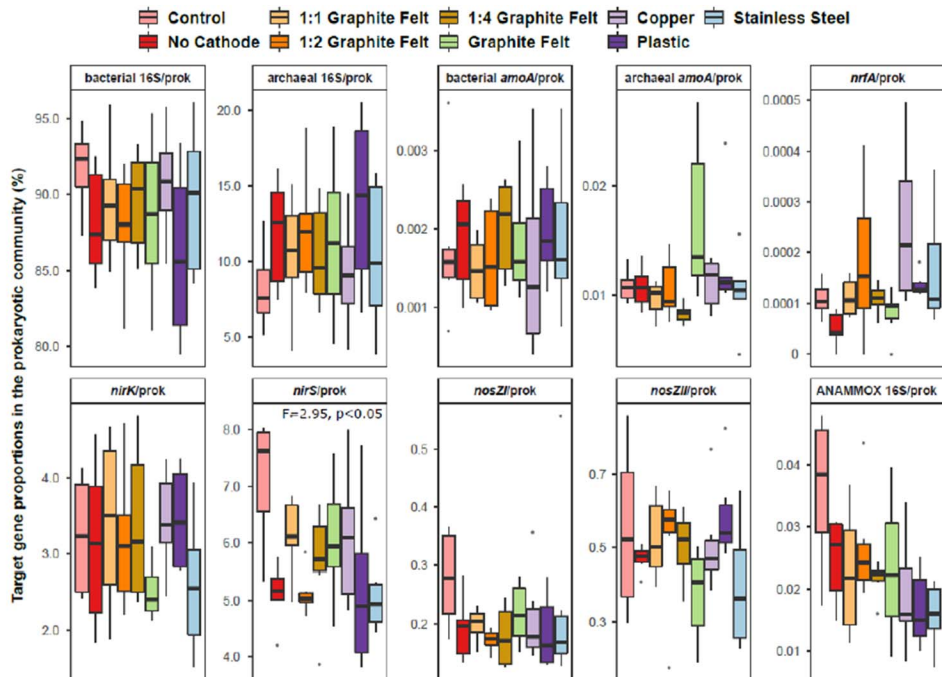 Control 1:1 Graphite Felt 1:4 Graphite Felt Copper Stainless Steel
No Cathode 1:2 Graphite Felt Graphite Felt Plastic
Target gene proportions in the prokaryotic community (%)
bacterial 16S/prok
95.0
90.0
85.0
80.0
archaeal 16S/prok
20.0
15.0
10.0
5.0
bacterial amoA/prok
0.003
0.002
0.001
archaeal amoA/prok
0.02
0.01
nrfA/prok
0.0005
0.0004
0.0003
0.0002
0.0001
0
nirK/prok
4.0
3.0
2.0
nirS/prok
F=2.95, p<0.05
8.0
7.0
6.0
5.0
4.0
nosZI/prok
0.5
0.4
0.3
0.2
nosZII/prok
0.7
0.5
0.3
ANAMMOX 16S/prok
0.04
0.03
0.02
0.01